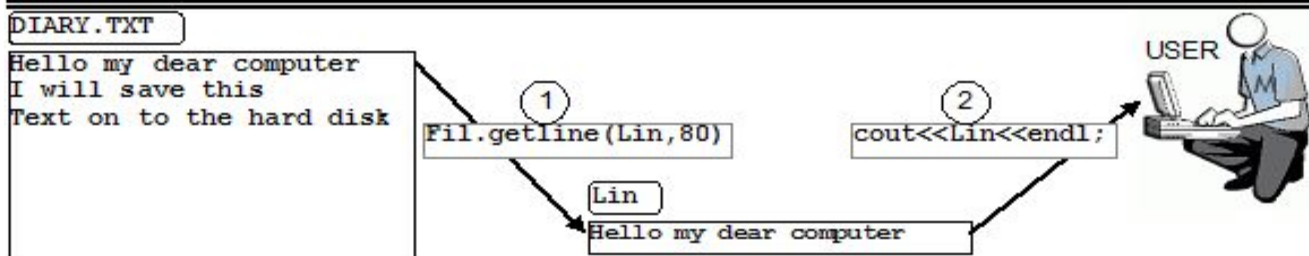 DIARY.TXT
Hello my dear computer
I will save this
Text on to the hard disk
1
Fil.getline(Lin,80)
2
cout<<Lin<<endl;
Lin
Hello my dear computer
USER
M